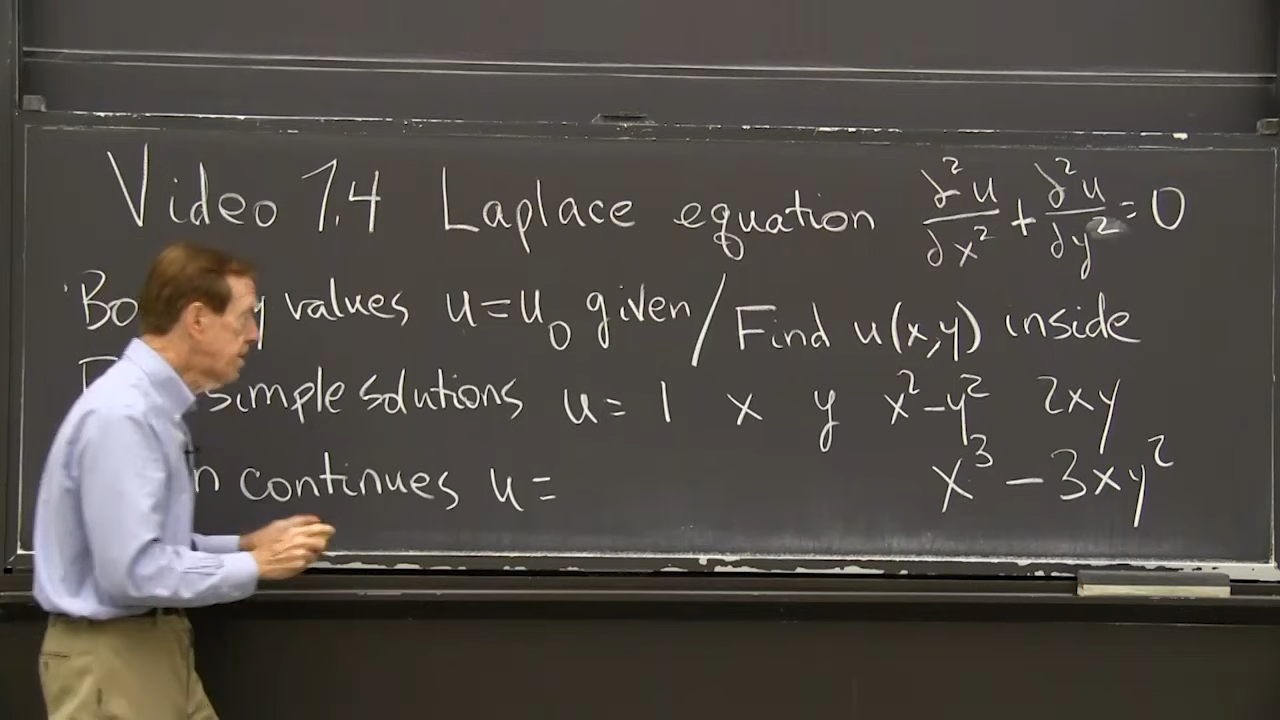 Video 7.4 Laplace equation ∂²u/∂x² + ∂²u/∂y² = 0
values u=u₀ given / Find u(x,y) inside
simple solutions u= 1 x y x²-y² 2xy
continues u= x³-3xy²